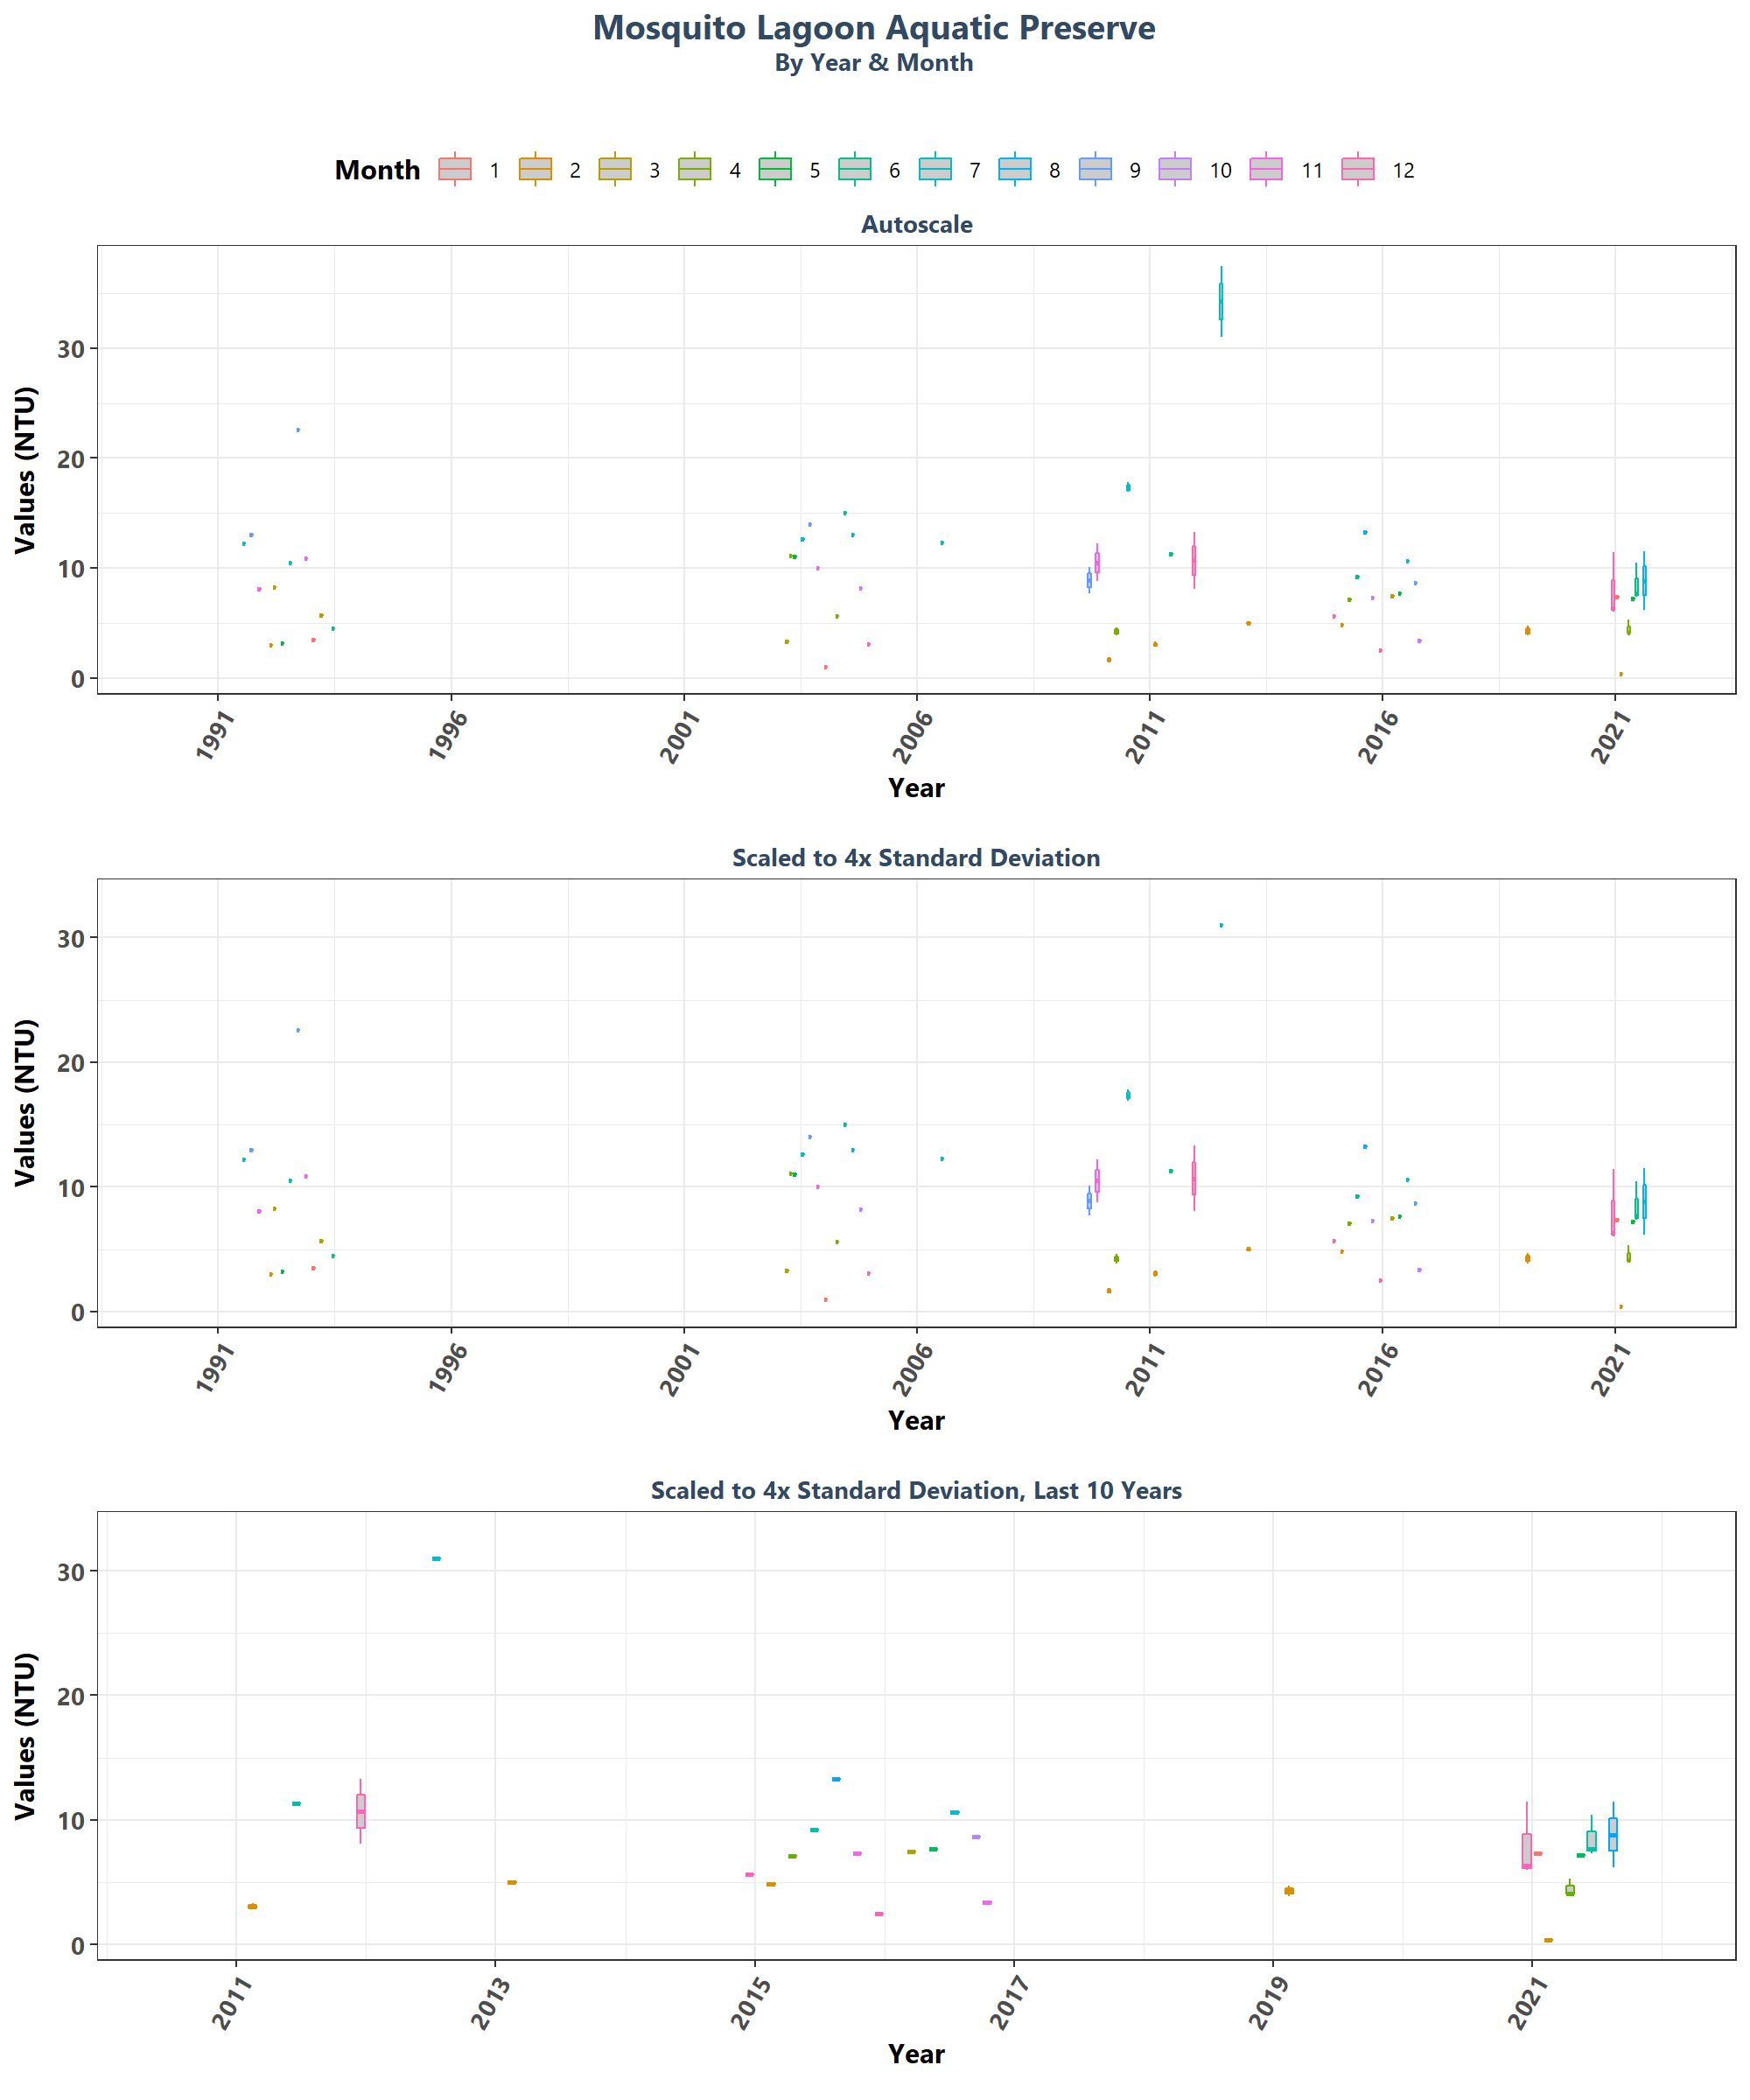 Mosquito Lagoon Aquatic Preserve
By Year & Month
Month 1 2 3 4 5 6 7 8 9 10 11 12
Autoscale
Values (NTU)
30
20
10
0
1991 1996 2001 2006 2011 2016 2021
Year
Scaled to 4x Standard Deviation
Values (NTU)
30
20
10
0
1991 1996 2001 2006 2011 2016 2021
Year
Scaled to 4x Standard Deviation, Last 10 Years
Values (NTU)
30
20
10
0
2011 2013 2015 2017 2019 2021
Year